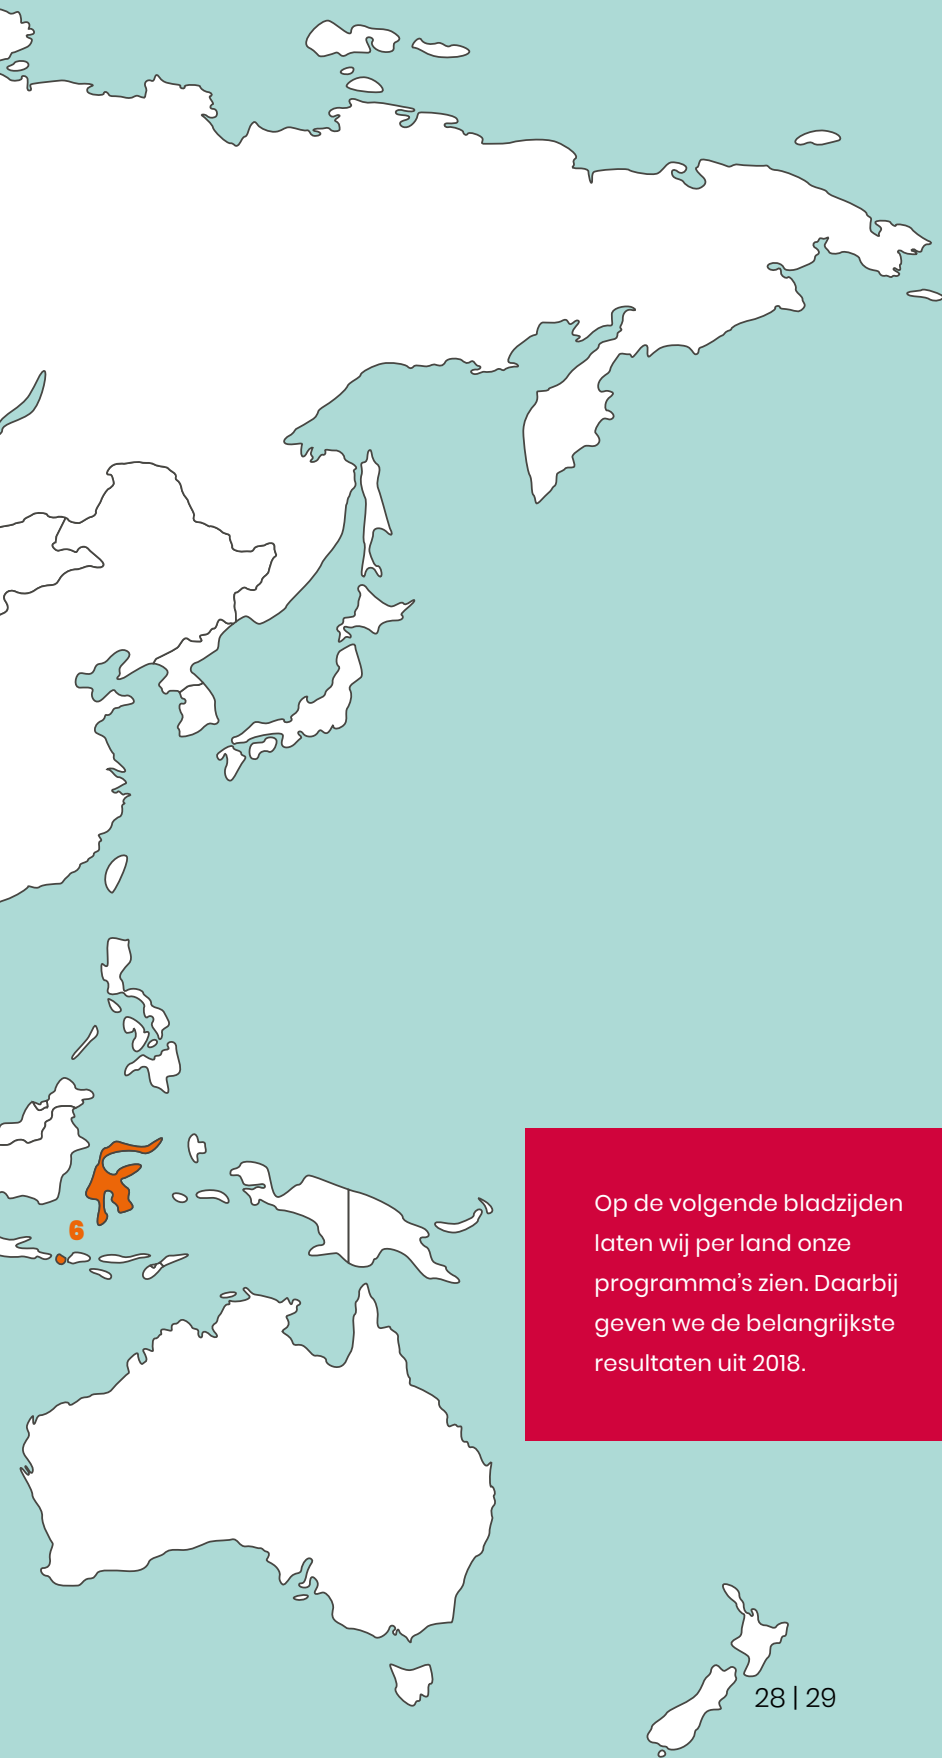 6
Op de volgende bladzijden
laten wij per land onze
programma's zien. Daarbij
geven we de belangrijkste
resultaten uit 2018.
28 | 29